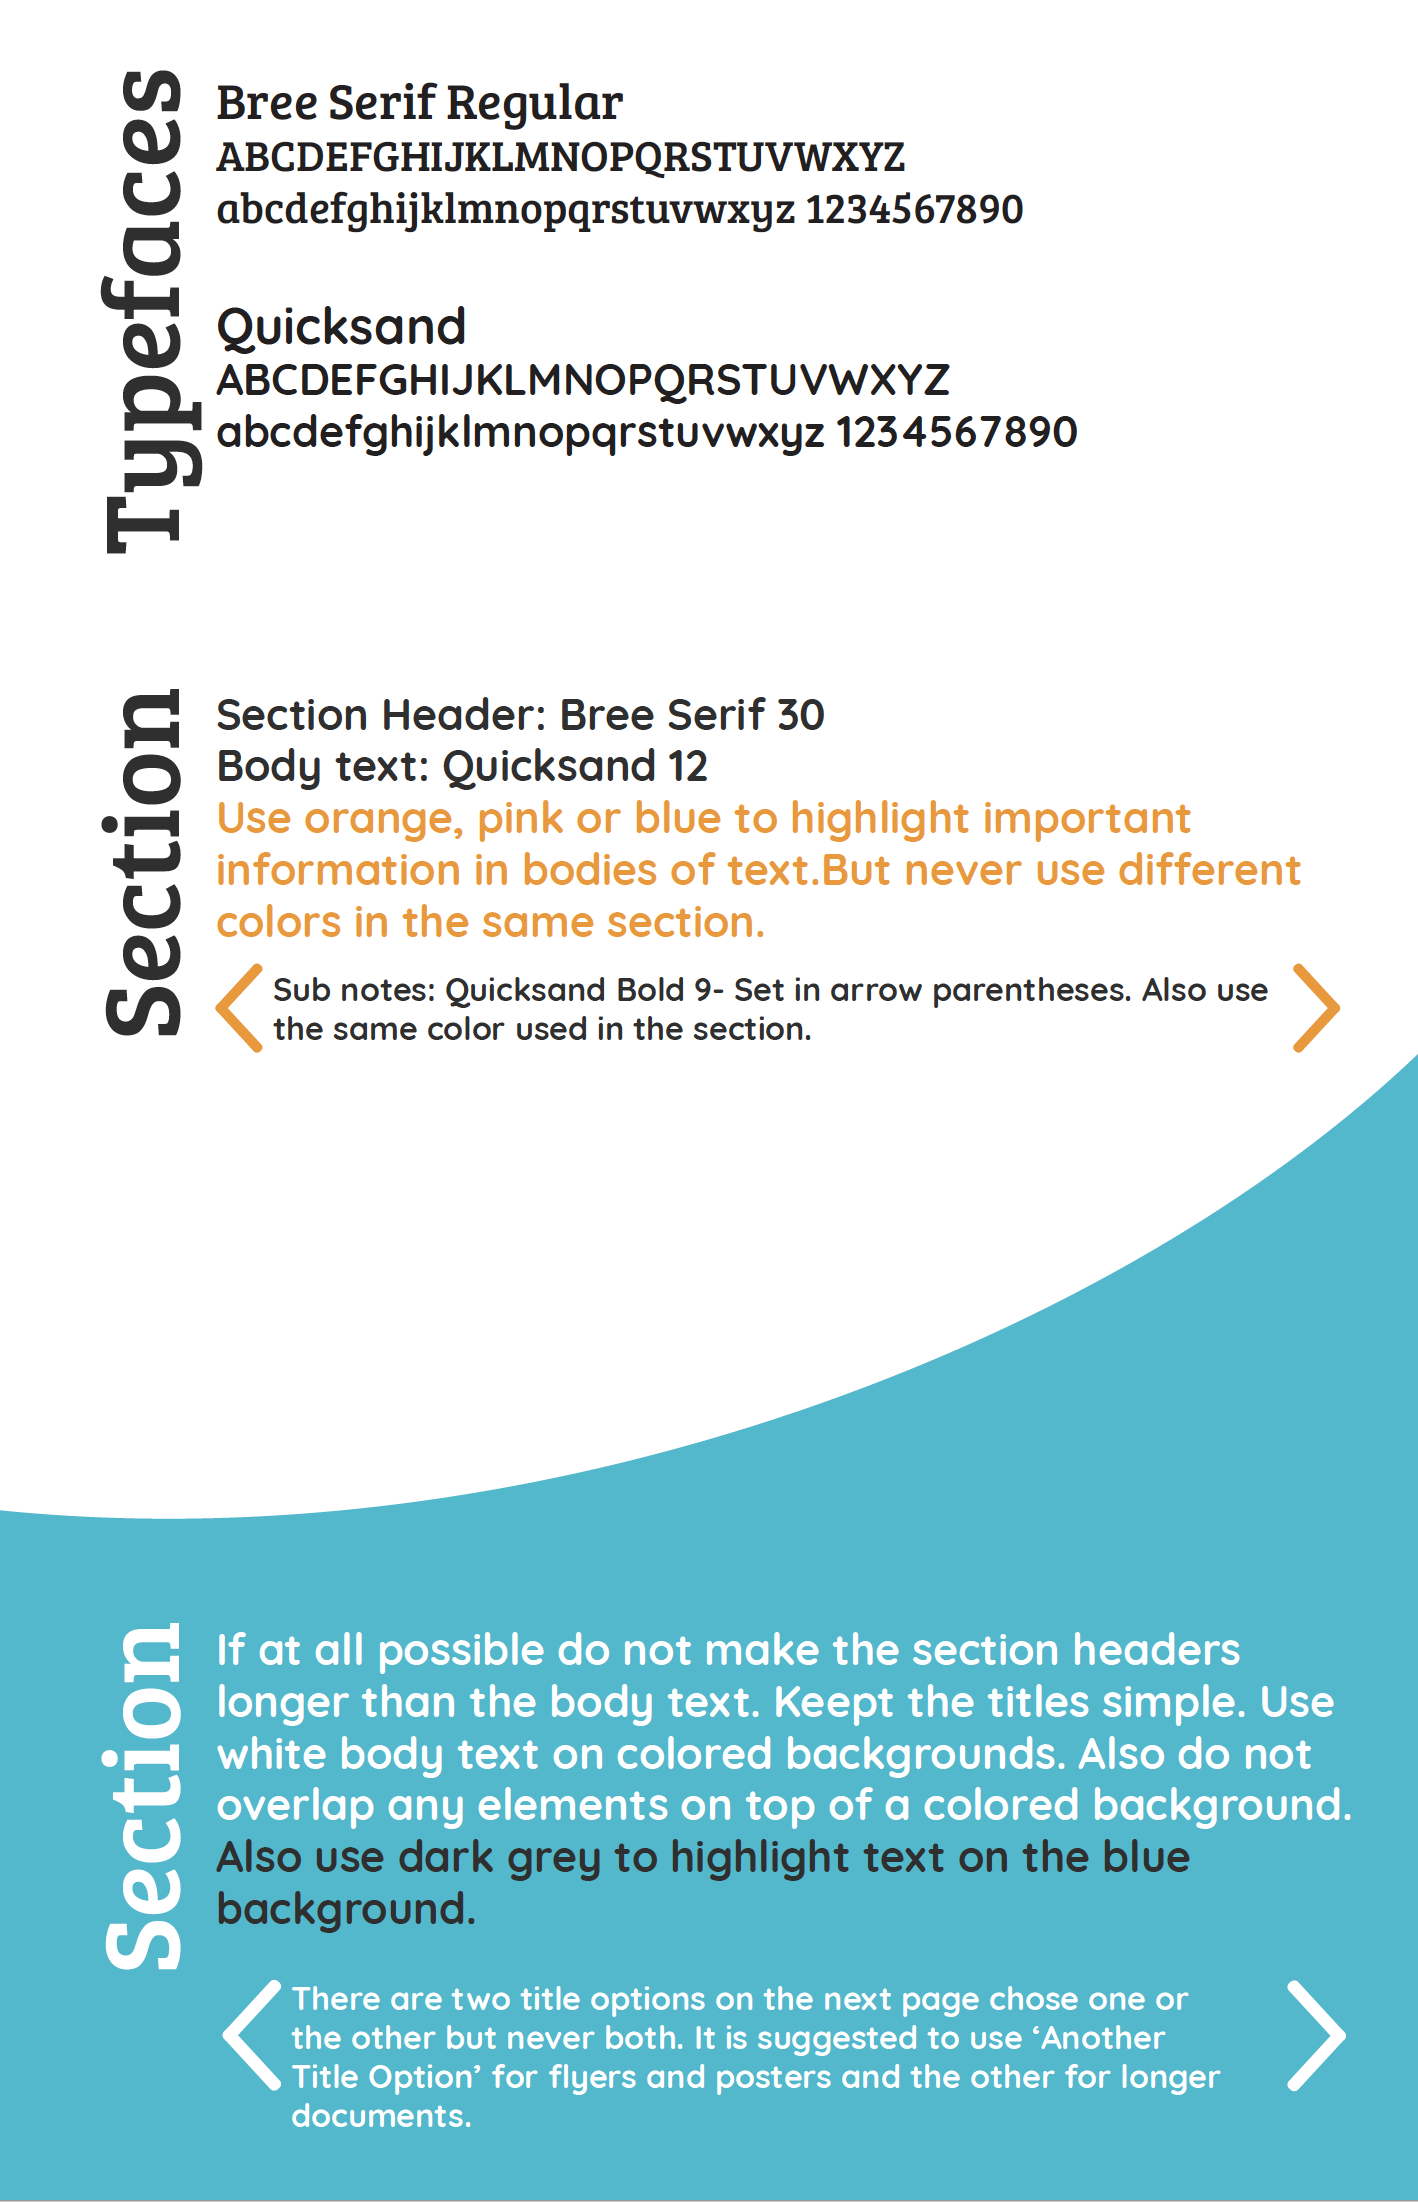 Typefaces
Bree Serif Regular
ABCDEFGHIJKLMNOPQRSTUVWXYZ
abcdefghijklmnopqrstuvwxyz 1234567890
Quicksand
ABCDEFGHIJKLMNOPQRSTUVWXYZ
abcdefghijklmnopqrstuvwxyz 1234567890
Section
Section Header: Bree Serif 30
Body text: Quicksand 12
Use orange, pink or blue to highlight important
information in bodies of text.But never use different
colors in the same section.
Sub notes: Quicksand Bold 9- Set in arrow parentheses. Also use
the same color used in the section.
Section
If at all possible do not make the section headers
longer than the body text. Keept the titles simple. Use
white body text on colored backgrounds. Also do not
overlap any elements on top of a colored background.
Also use dark grey to highlight text on the blue
background.
There are two title options on the next page chose one or
the other but never both. It is suggested to use ‘Another
Title Option’ for flyers and posters and the other for longer
documents.